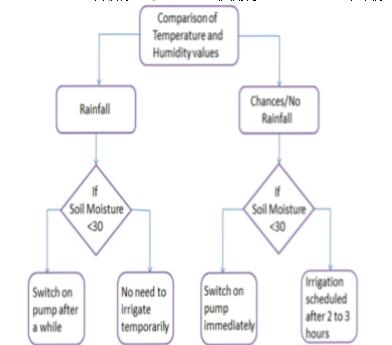 Comparison of
Temperature and
Humidity values
Rainfall
Chances/No
Rainfall
If
Soil Moisture
<30
If
Soil Moisture
<30
Switch on
pump after
a while
No need to
irrigate
temporarily
Switch on
pump
immediately
Irrigation
scheduled
after 2 to 3
hours